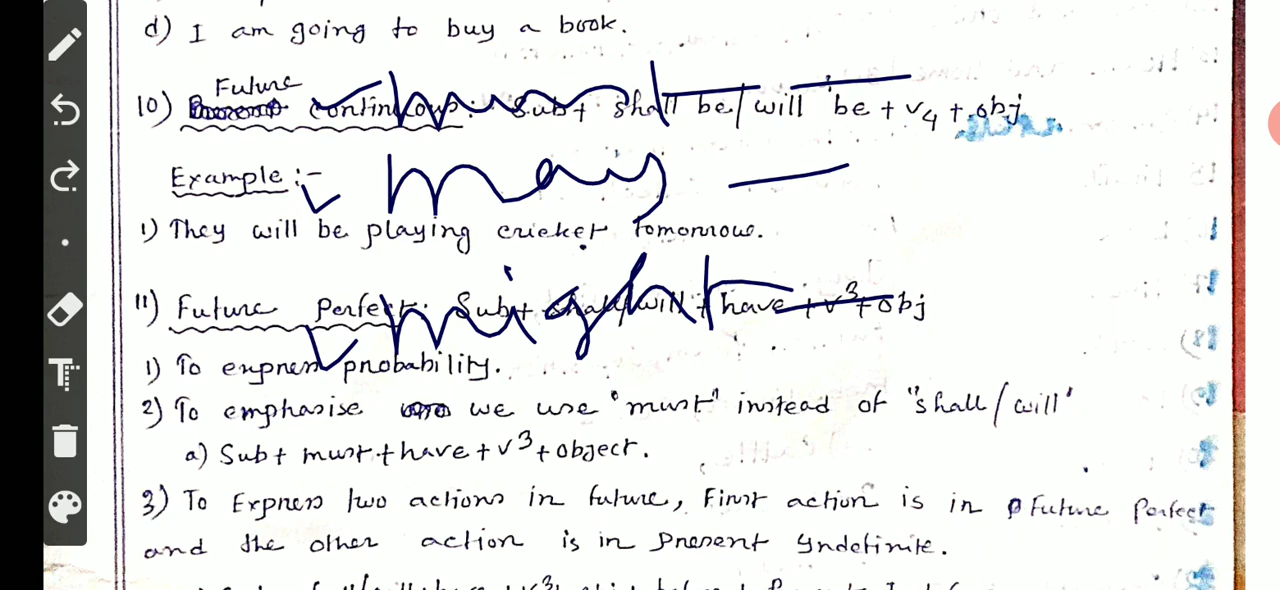 d) I am going to buy a book.
Future
10) continuous: Sub+ shall be/will be + v4 + obj
must
Example :-
may
1) They will be playing cricket tomorrow.
might
11) Future Perfect: Sub+ shall/will + have + v3 + obj
1) To express probability.
2) To emphasise we use "must" instead of "shall/will"
a) Sub+ must + have + v3 + object.
3) To Express two actions in future, First action is in Future Perfect
and the other action is in Present Indefinite.